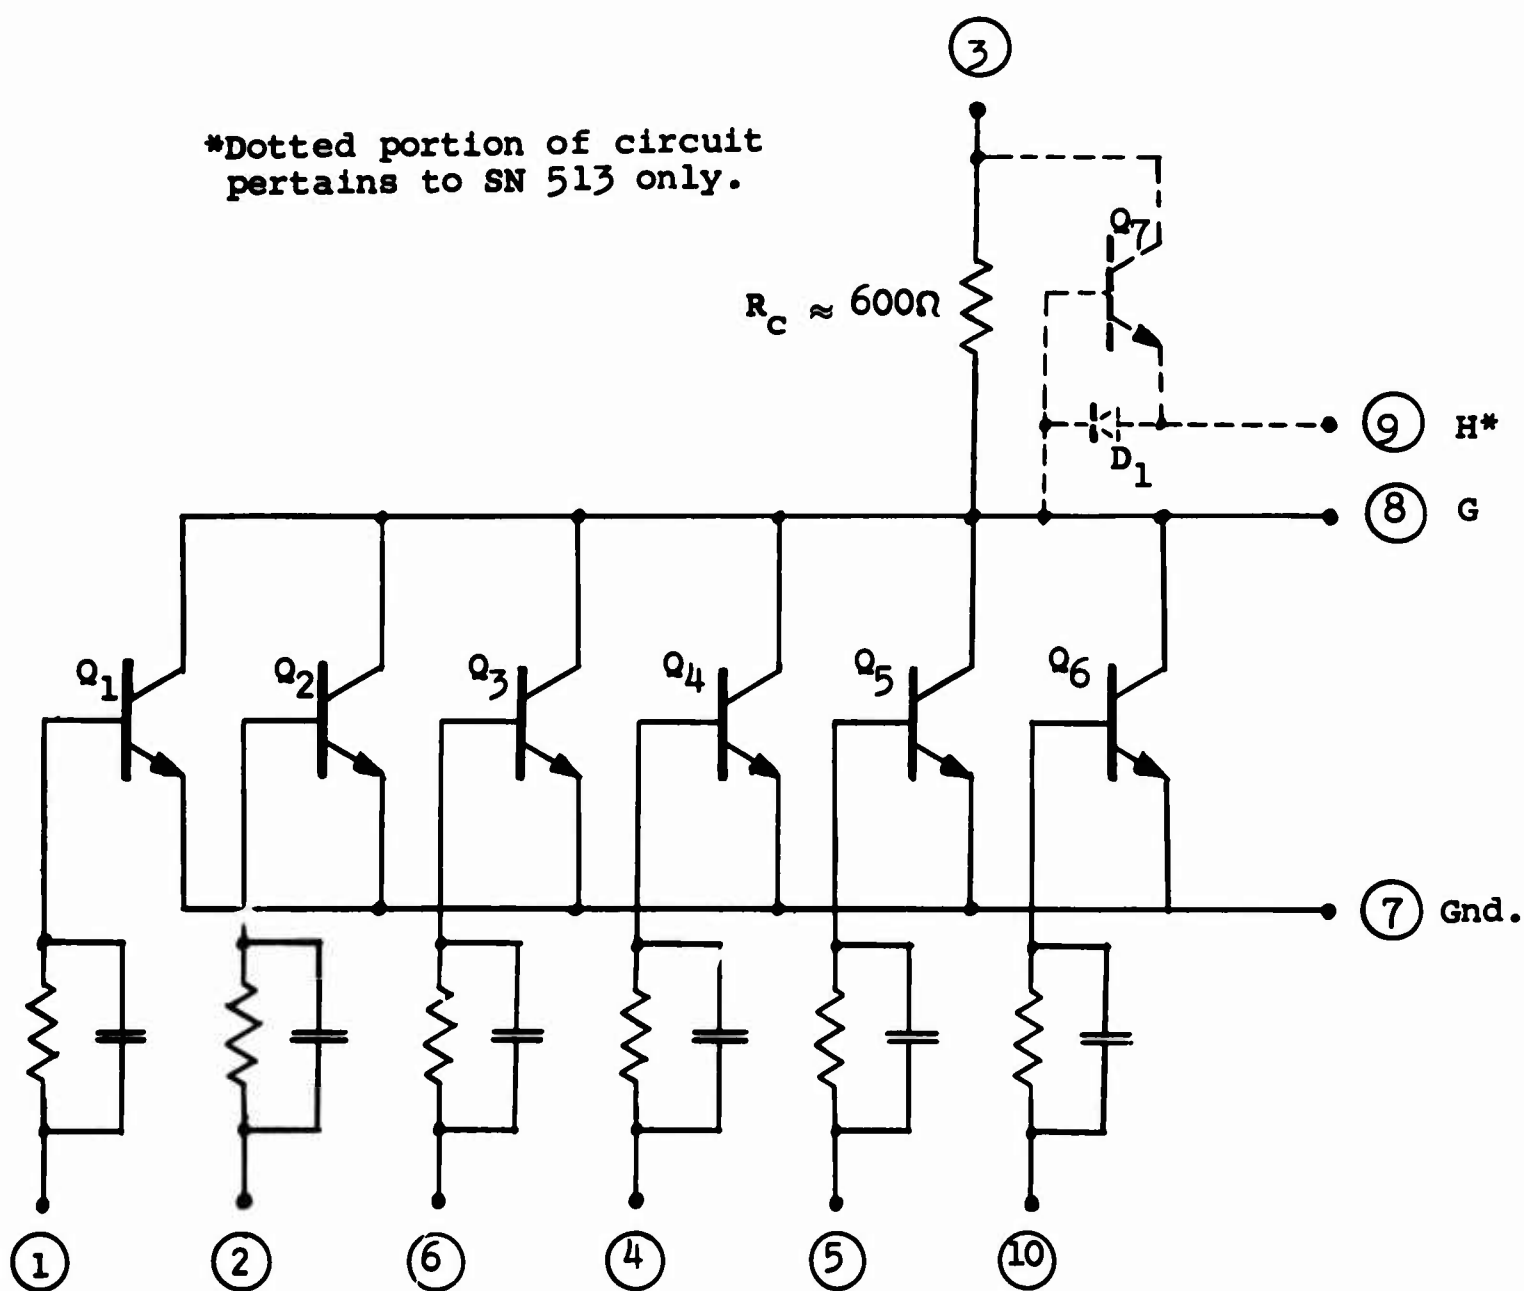 3
*Dotted portion of circuit
pertains to SN 513 only.
Q7
Rc ≈ 600Ω
9 H*
D1
8 G
Q1 Q2 Q3 Q4 Q5 Q6
7 Gnd.
1 2 6 4 5 10